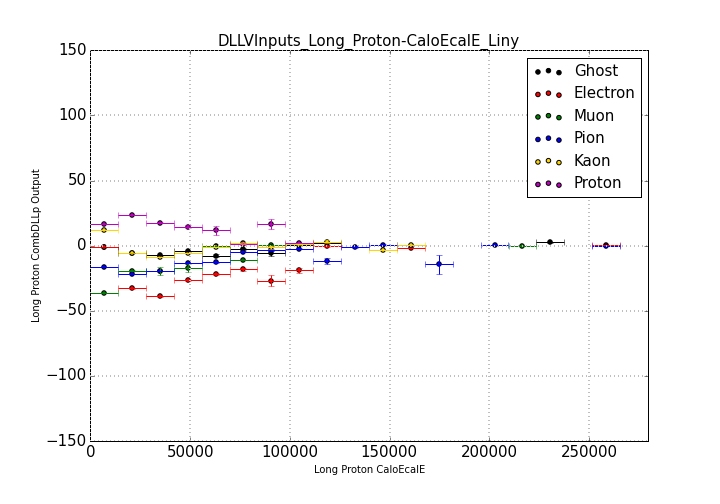 DLLVInputs_Long_Proton-CaloEcalE_Liny
150
100
50
0
−50
−100
−150
Long Proton CombDLLp Output
Ghost
Electron
Muon
Pion
Kaon
Proton
0 50000 100000 150000 200000 250000
Long Proton CaloEcalE